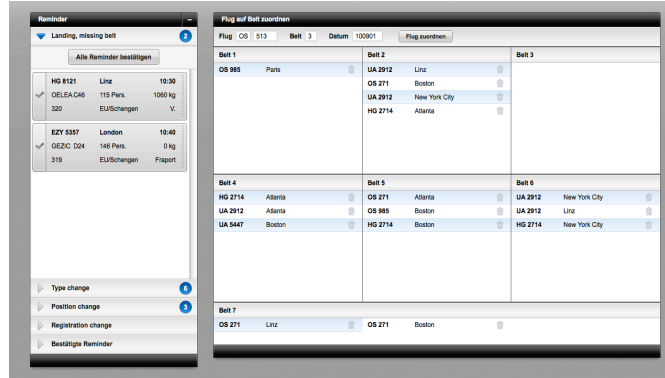 Reminder –
Landing, missing belt 2
Alle Reminder bestätigen
HG 8121 Linz 10:30
OELEA C46 115 Pers. 1060 kg
320 EU/Schengen V.
EZY 5357 London 10:40
GEZIC D24 146 Pers. 0 kg
319 EU/Schengen Fraport
Type change 6
Position change 3
Registration change
Bestätigte Reminder
Flug auf Belt zuordnen
Flug OS 513 Belt 3 Datum 100901 Flug zuordnen
Belt 1 Belt 2 Belt 3
OS 985 Paris UA 2912 Linz
OS 271 Boston
UA 2912 New York City
HG 2714 Atlanta
Belt 4 Belt 5 Belt 6
HG 2714 Atlanta OS 271 Atlanta UA 2912 New York City
UA 2912 Atlanta OS 985 Boston UA 2912 Linz
UA 5447 Boston HG 2714 Boston HG 2714 New York City
Belt 7
OS 271 Linz OS 271 Boston